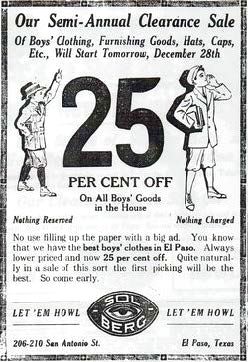 Our Semi-Annual Clearance Sale
Of Boys' Clothing, Furnishing Goods, Hats, Caps,
Etc., Will Start Tomorrow, December 28th
25
PER CENT OFF
On All Boys' Goods
in the House
Nothing Reserved
Nothing Charged
No use filling up the paper with a big ad. You know
that we have the best boys' clothes in El Paso. Always
lower priced and now 25 per cent off. Quite natural-
ly in a sale of this sort the first picking will be the
best. So come early.
LET 'EM HOWL
SOL
BERG
LET 'EM HOWL
206-210 San Antonio St.
El Paso, Texas